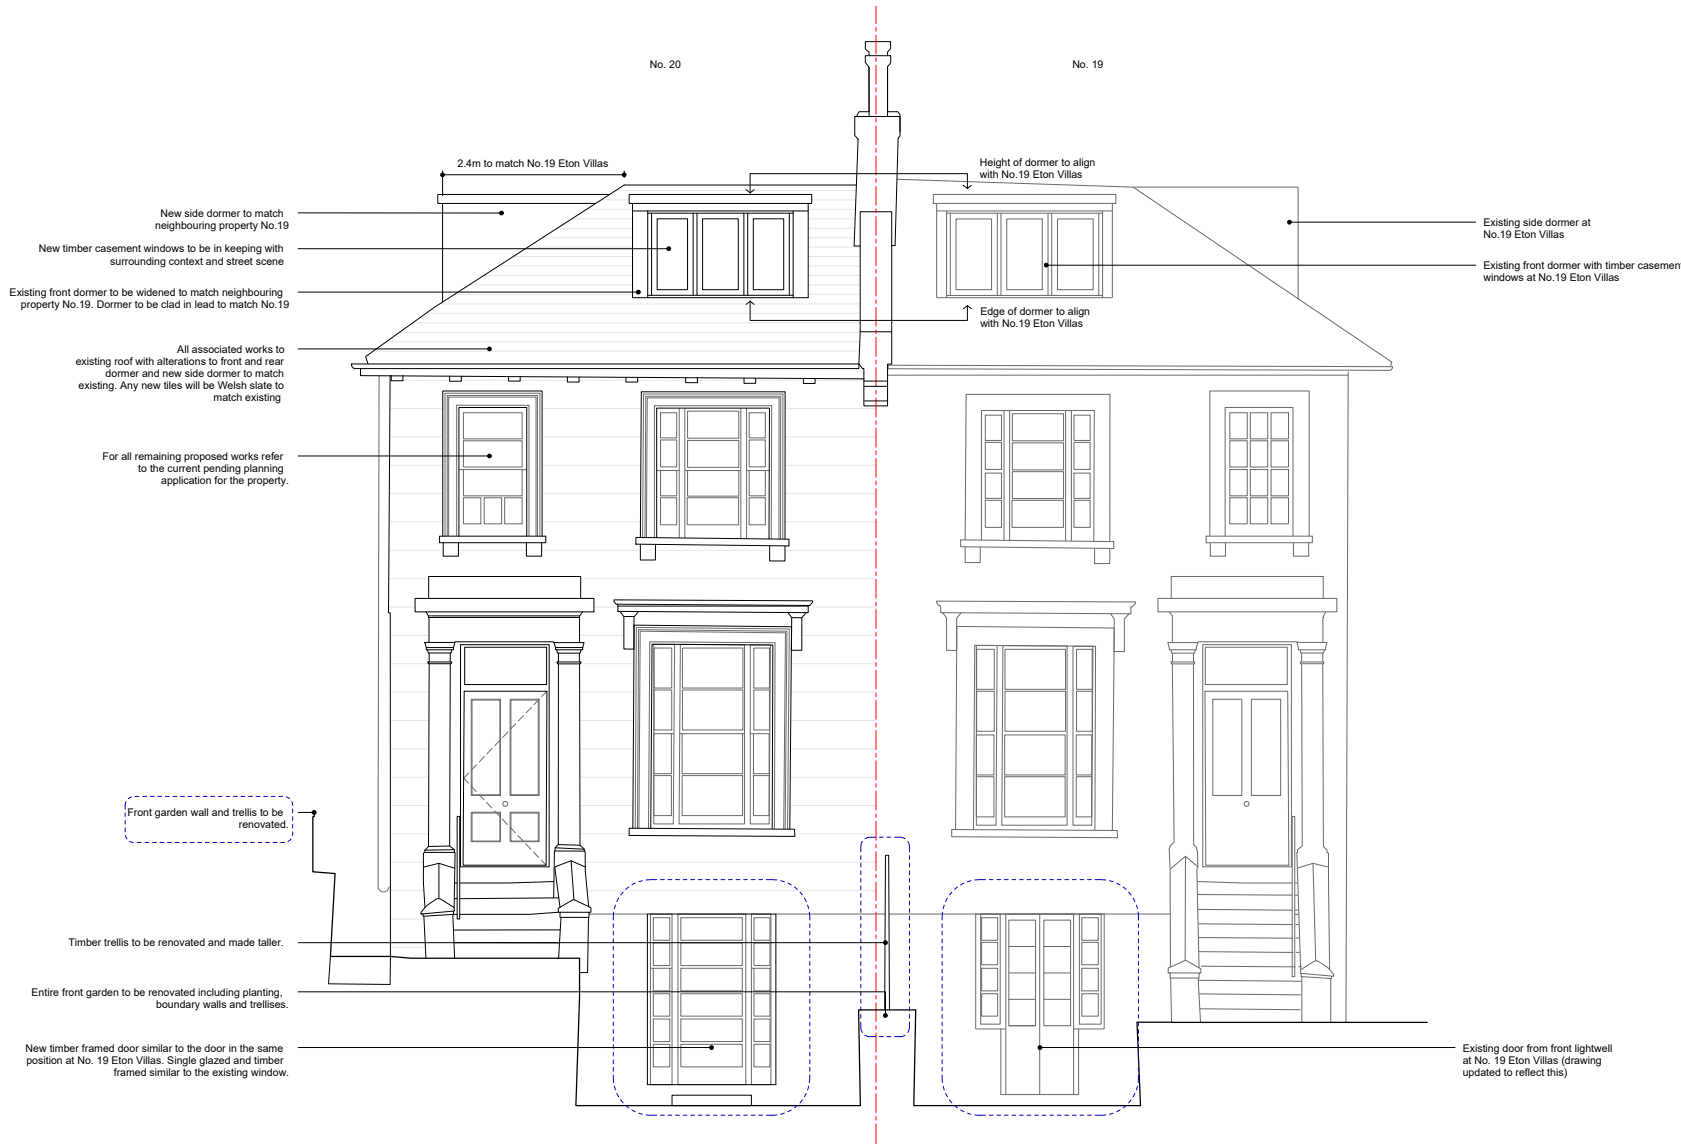 No. 20
No. 19
2.4m to match No.19 Eton Villas
Height of dormer to align
with No.19 Eton Villas
New side dormer to match
neighbouring property No.19
New timber casement windows to be in keeping with
surrounding context and street scene
Existing front dormer to be widened to match neighbouring
property No.19. Dormer to be clad in lead to match No.19
Existing side dormer at
No.19 Eton Villas
Existing front dormer with timber casement
windows at No.19 Eton Villas
Edge of dormer to align
with No.19 Eton Villas
All associated works to
existing roof with alterations to front and rear
dormer and new side dormer to match
existing. Any new tiles will be Welsh slate to
match existing
For all remaining proposed works refer
to the current pending planning
application for the property.
Front garden wall and trellis to be
renovated.
Timber trellis to be renovated and made taller.
Entire front garden to be renovated including planting,
boundary walls and trellises.
New timber framed door similar to the door in the same
position at No. 19 Eton Villas. Single glazed and timber
framed similar to the existing window.
Existing door from front lightwell
at No. 19 Eton Villas (drawing
updated to reflect this)